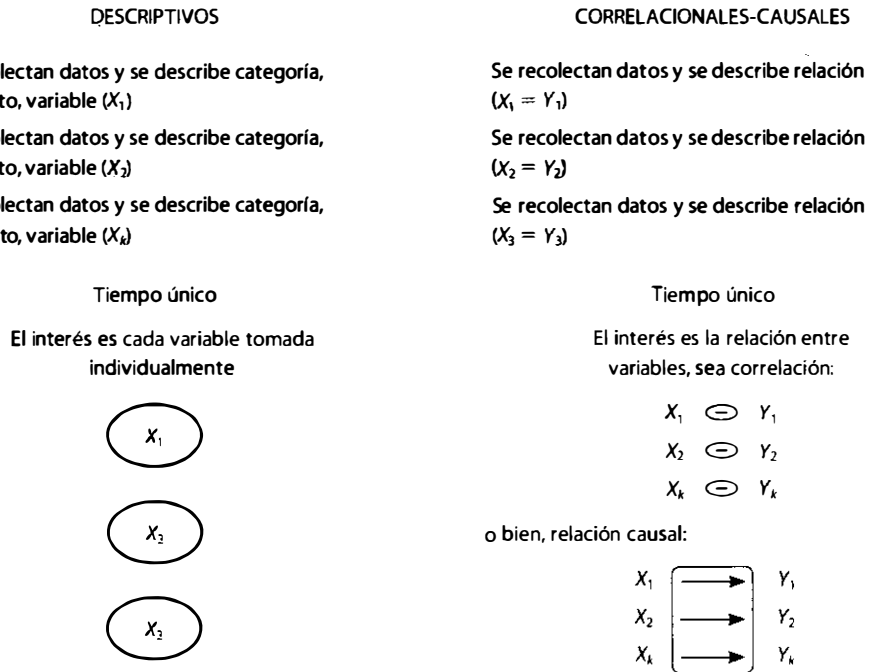 DESCRIPTIVOS
lectan datos y se describe categoría,
to, variable (X₁)
lectan datos y se describe categoría,
to, variable (X₂)
lectan datos y se describe categoría,
to, variable (Xₖ)
Tiempo único
El interés es cada variable tomada
individualmente
X₁
X₂
X₃
CORRELACIONALES-CAUSALES
Se recolectan datos y se describe relación
(X₁ = Y₁)
Se recolectan datos y se describe relación
(X₂ = Y₂)
Se recolectan datos y se describe relación
(X₃ = Y₃)
Tiempo único
El interés es la relación entre
variables, sea correlación:
X₁ Y₁
X₂ Y₂
Xₖ Yₖ
o bien, relación causal:
X₁ Y₁
X₂ Y₂
Xₖ Yₖ